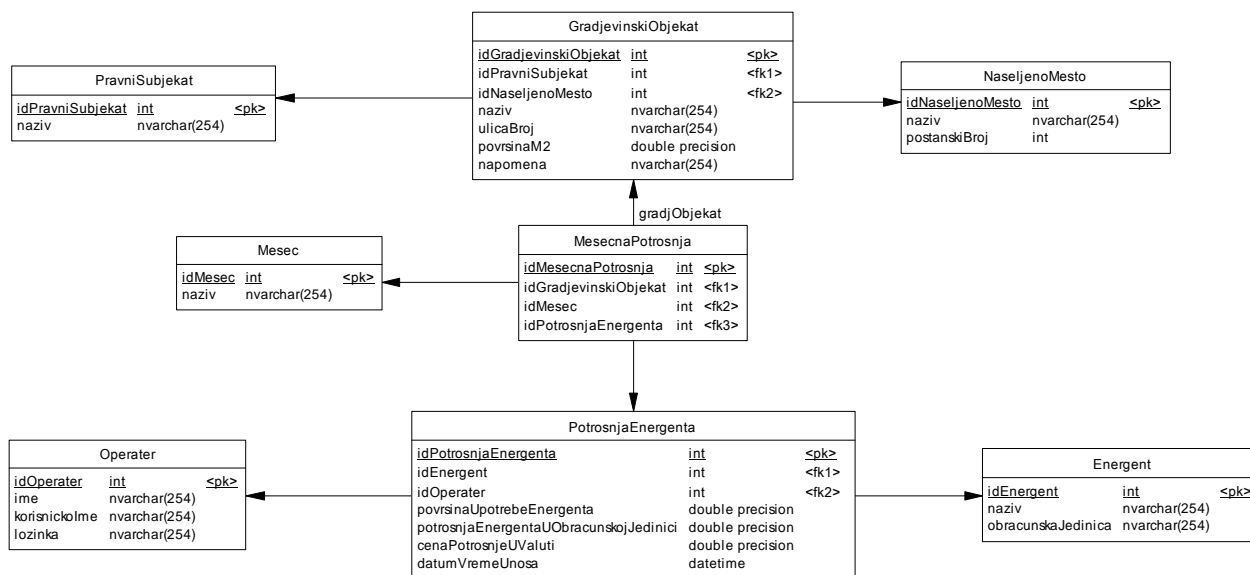 GradjevinskiObjekat
idGradjevinskiObjekat int <pk>
idPravniSubjekat int <fk1>
idNaseljenoMesto int <fk2>
naziv nvarchar(254)
ulicaBroj nvarchar(254)
povrsinaM2 double precision
napomena nvarchar(254)
PravniSubjekat
idPravniSubjekat int <pk>
naziv nvarchar(254)
NaseljenoMesto
idNaseljenoMesto int <pk>
naziv nvarchar(254)
postanskiBroj int
gradjObjekat
Mesec
idMesec int <pk>
naziv nvarchar(254)
MesecnaPotrosnja
idMesecnaPotrosnja int <pk>
idGradjevinskiObjekat int <fk1>
idMesec int <fk2>
idPotrosnjaEnergenta int <fk3>
PotrosnjaEnergenta
idPotrosnjaEnergenta int <pk>
idEnergent int <fk1>
idOperater int <fk2>
povrsinaUpotrebeEnergenta double precision
potrosnjaEnergentaUObracunskojJedinici double precision
cenaPotrosnjeUValuti double precision
datumVremeUnosa datetime
Operater
idOperater int <pk>
ime nvarchar(254)
korisnickoIme nvarchar(254)
lozinka nvarchar(254)
Energent
idEnergent int <pk>
naziv nvarchar(254)
obracunskaJedinica nvarchar(254)